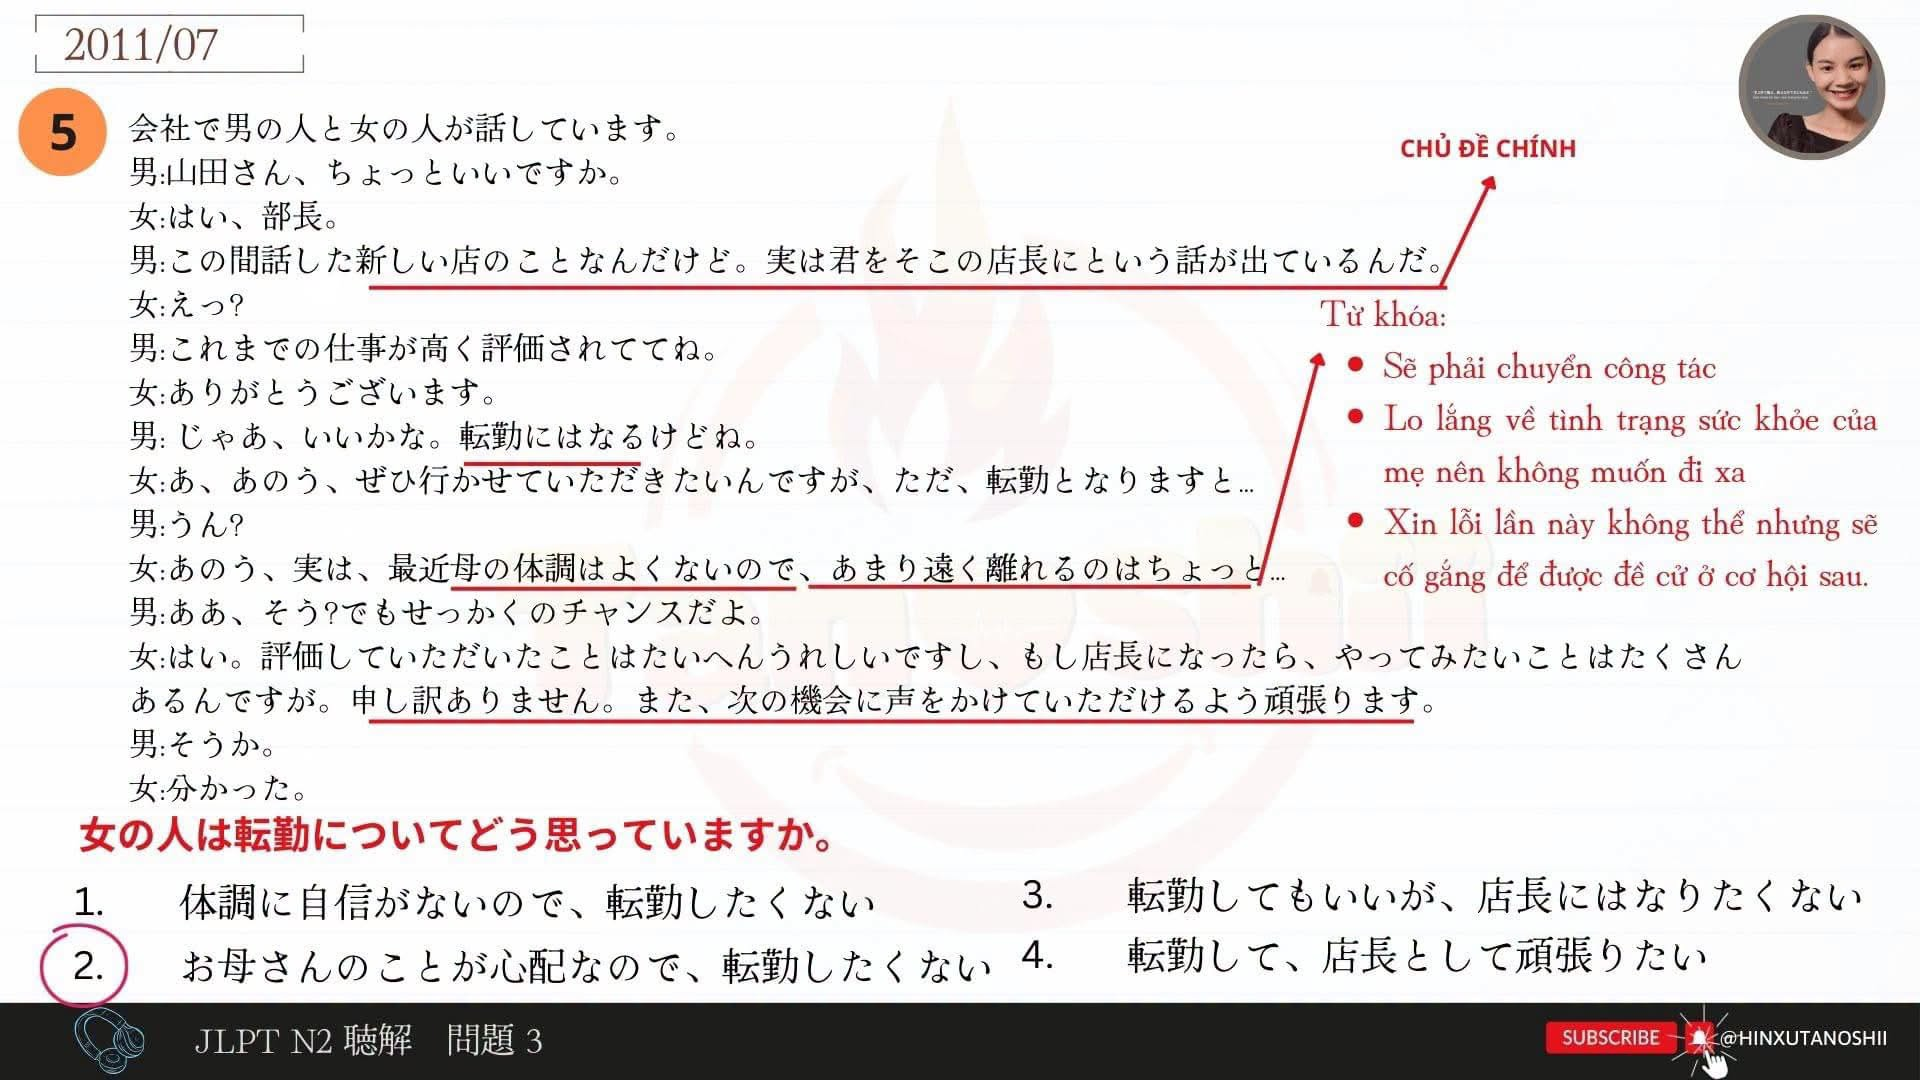 2011/07
5
会社で男の人と女の人が話しています。
男:山田さん、ちょっといいですか。
女:はい、部長。
男:この間話した新しい店のことなんだけど。実は君をそこの店長にという話が出ているんだ。
女:えっ?
男:これまでの仕事が高く評価されててね。
女:ありがとうございます。
男: じゃあ、いいかな。転勤にはなるけどね。
女:あ、あのう、ぜひ行かせていただきたいんですが、ただ、転勤となりますと...
男:うん?
女:あのう、実は、最近母の体調はよくないので、あまり遠く離れるのはちょっと...
男:ああ、そう?でもせっかくのチャンスだよ。
女:はい。評価していただいたことはたいへんうれしいですし、もし店長になったら、やってみたいことはたくさん
あるんですが。申し訳ありません。また、次の機会に声をかけていただけるよう頑張ります。
男:そうか。
女:分かった。
CHỦ ĐỀ CHÍNH
Từ khóa:
• Sẽ phải chuyển công tác
• Lo lắng về tình trạng sức khỏe của
mẹ nên không muốn đi xa
• Xin lỗi lần này không thể nhưng sẽ
cố gắng để được đề cử ở cơ hội sau.
女の人は転勤についてどう思っていますか。
1. 体調に自信がないので、転勤したくない
2. お母さんのことが心配なので、転勤したくない
3. 転勤してもいいが、店長にはなりたくない
4. 転勤して、店長として頑張りたい
JLPT N2 聴解 問題 3
SUBSCRIBE
@HINXUTANOSHII